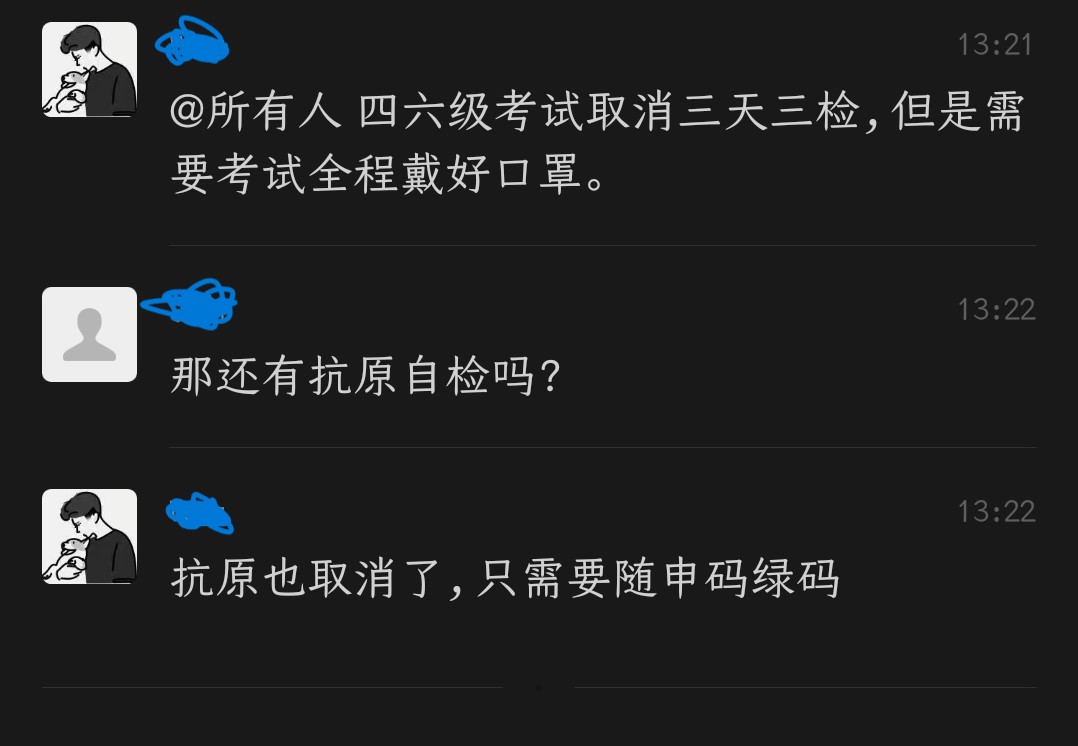 13:21
@所有人 四六级考试取消三天三检,但是需
要考试全程戴好口罩。
13:22
那还有抗原自检吗?
13:22
抗原也取消了,只需要随申码绿码